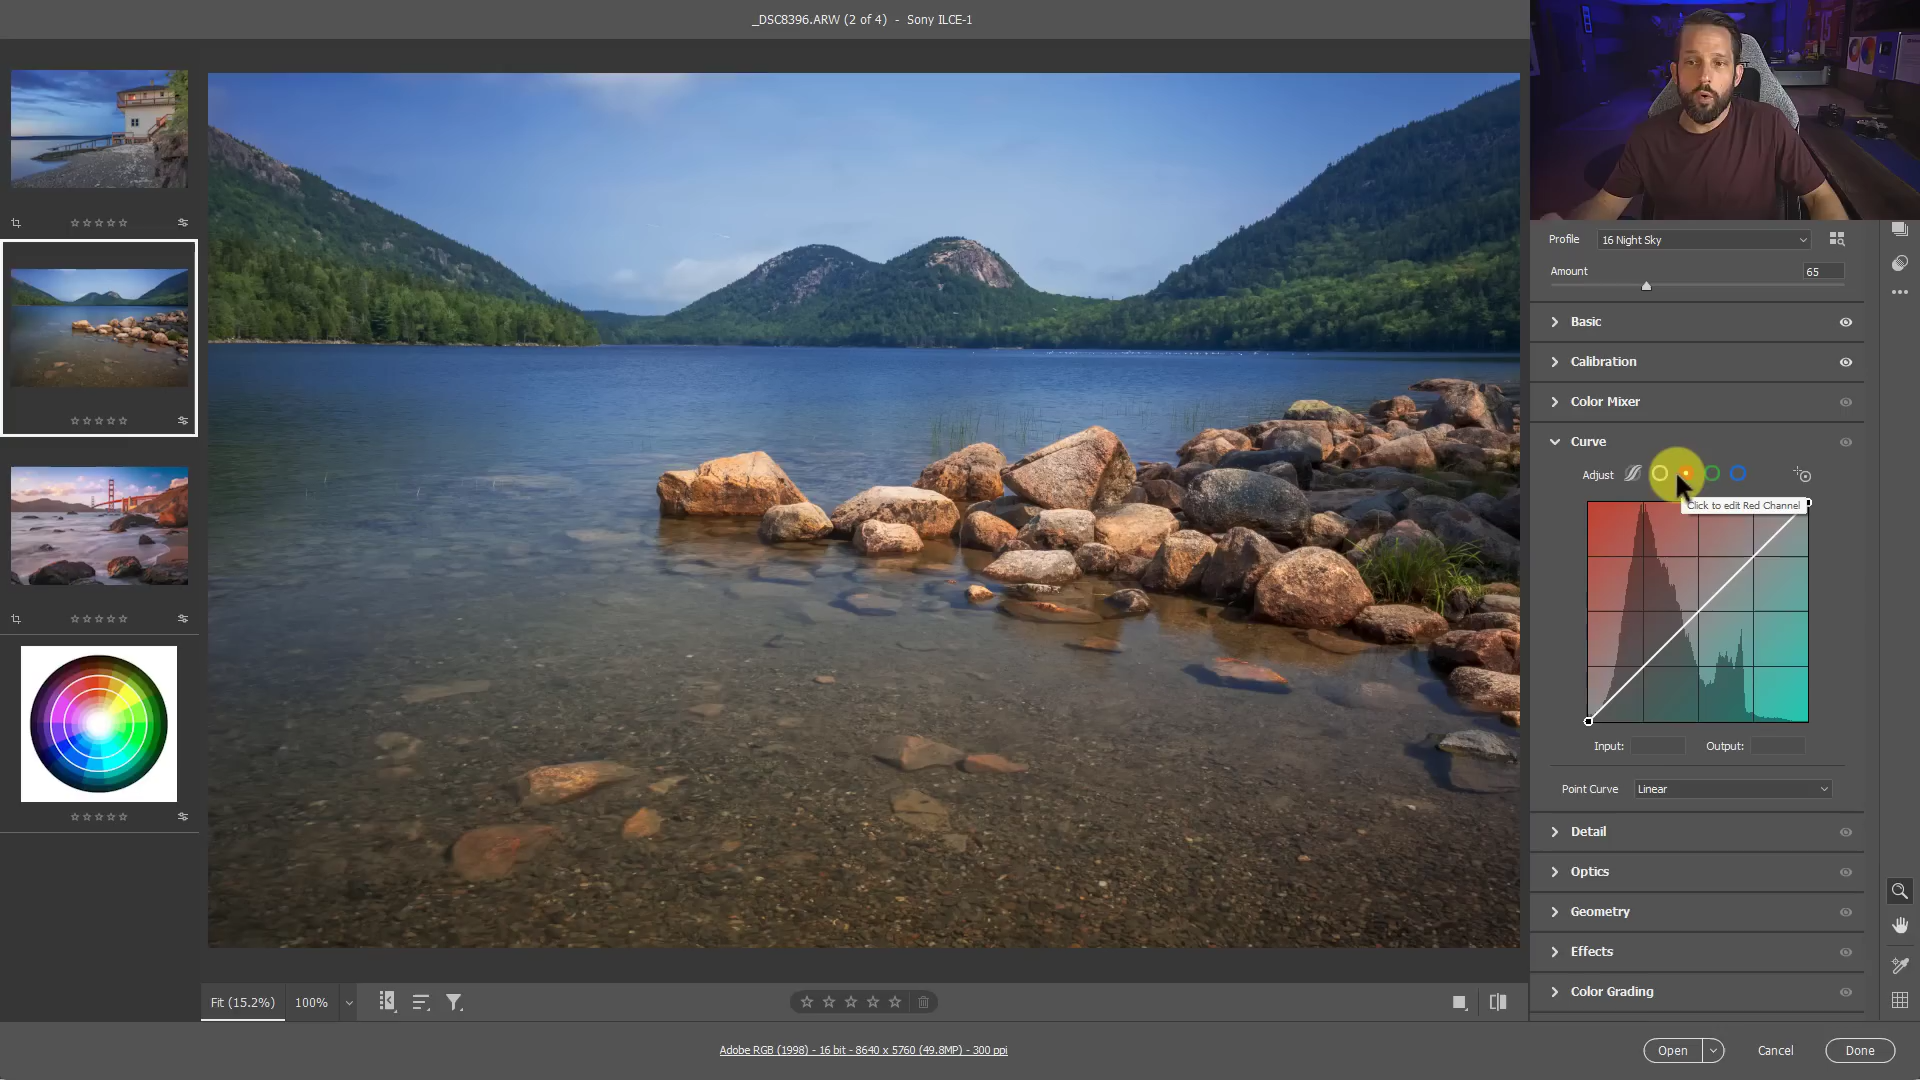 _DSC8396.ARW (2 of 4) - Sony ILCE-1
Profile 16 Night Sky
Amount 65
Basic
Calibration
Color Mixer
Curve
Adjust
Click to edit Red Channel
Input: Output:
Point Curve Linear
Detail
Optics
Geometry
Effects
Color Grading
Fit (15.2%) 100%
Adobe RGB (1998) - 16 bit - 8640 x 5760 (49.8MP) - 300 ppi
Open Cancel Done